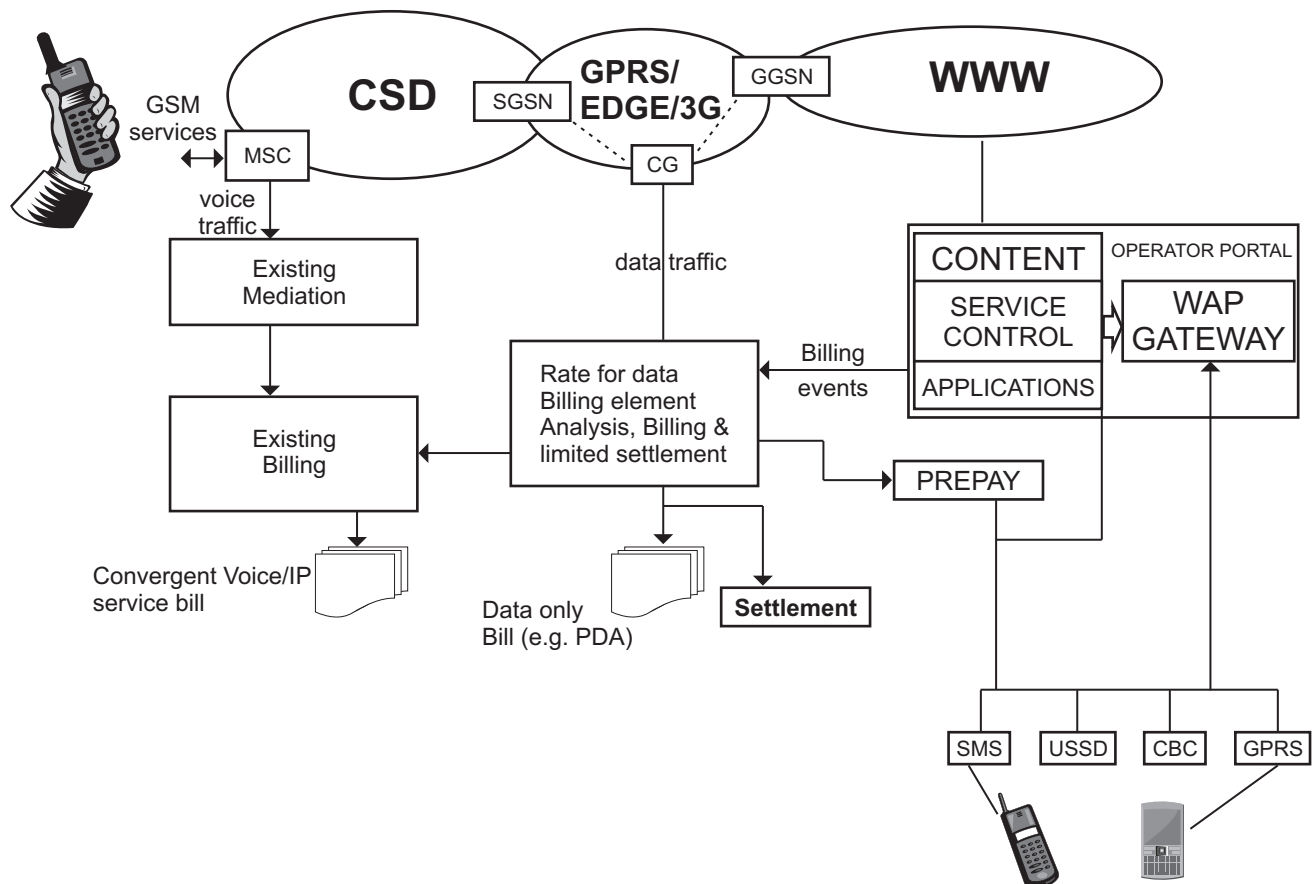 CSD
GPRS/
EDGE/3G
WWW
SGSN
GGSN
GSM
services
MSC
CG
voice
traffic
Existing
Mediation
data traffic
CONTENT
OPERATOR PORTAL
SERVICE
CONTROL
WAP
GATEWAY
APPLICATIONS
Billing
events
Rate for data
Billing element
Analysis, Billing &
limited settlement
Existing
Billing
PREPAY
Convergent Voice/IP
service bill
Data only
Bill (e.g. PDA)
Settlement
SMS
USSD
CBC
GPRS